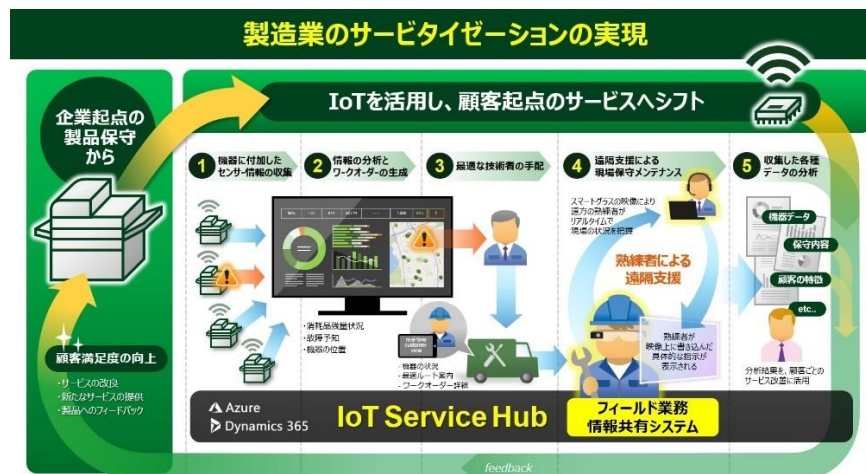 製造業のサービタイゼーションの実現
企業起点の
製品保守
から
IoTを活用し、顧客起点のサービスへシフト
1
機器に付加した
センサー情報の収集
2
情報の分析と
ワークオーダーの生成
3
最適な技術者の手配
4
遠隔支援による
現場保守メンテナンス
5
収集した各種
データの分析
スマートグラスの映像により
遠方の熟練者が
リアルタイムで
現場の状況を把握
熟練者による
遠隔支援
機器データ
保守内容
顧客の特徴
etc..
・消耗品残量状況
・故障予知
・機器の位置
real-time
customer
view
・機器の状況
・最速ルート案内
・ワークオーダー詳細
熟練者が
映像上に書き込んだ
具体的な指示が
表示される
分析結果を、顧客ごとの
サービス改善に活用
顧客満足度の向上
・サービスの改良
・新たなサービスの提供
・製品へのフィードバック
Azure
Dynamics 365
IoT Service Hub
フィールド業務
情報共有システム
feedback